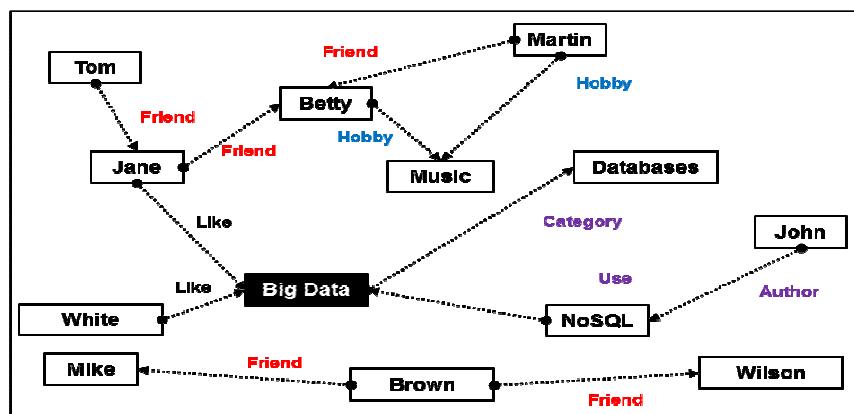 Martin
Friend
Tom
Hobby
Betty
Friend
Hobby
Friend
Jane
Music
Databases
Like
Category
John
Like
Big Data
Use
Author
White
NoSQL
Mike
Friend
Brown
Wilson
Friend